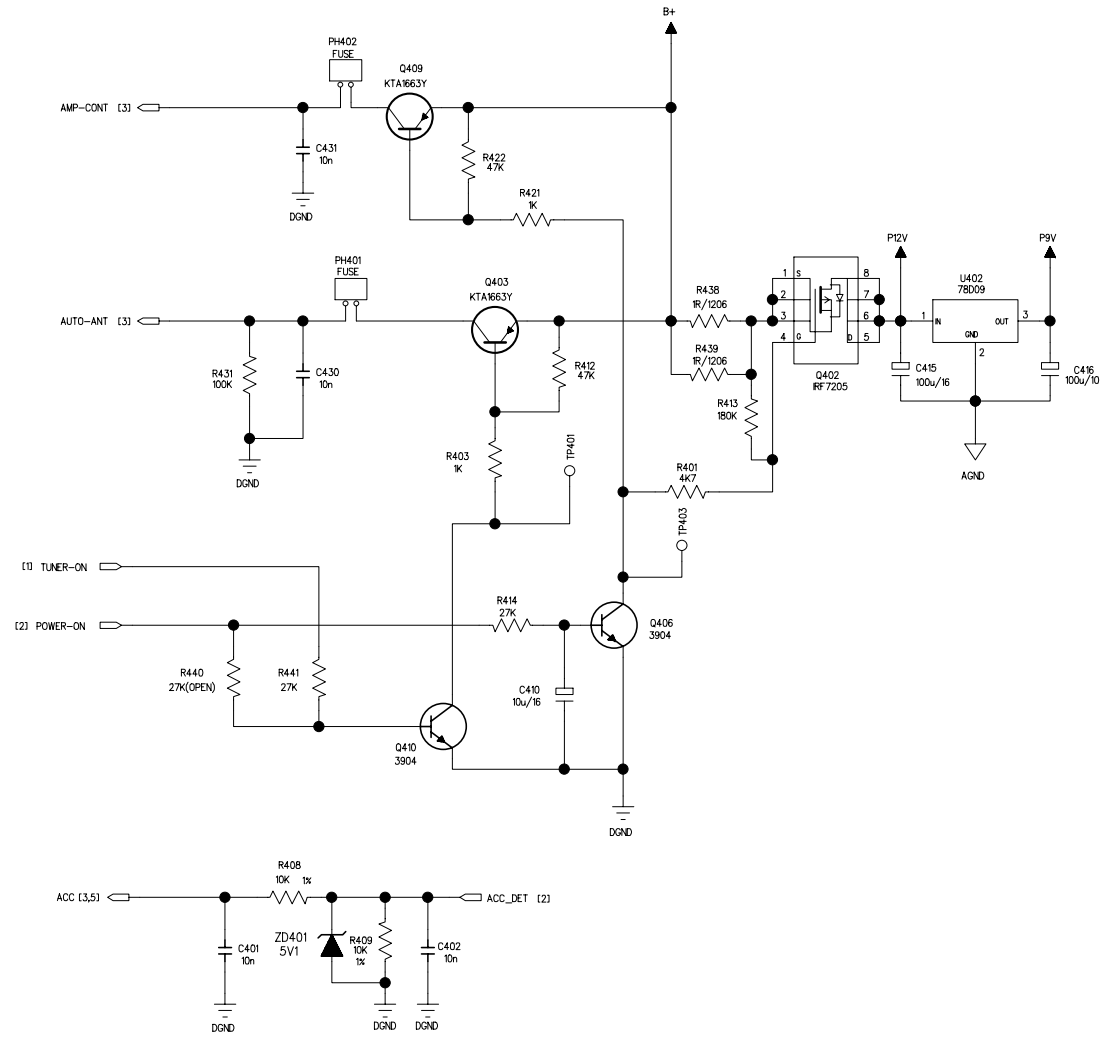 B+
PH402
FUSE
Q409
KTA1663Y
AMP-CONT [3]
C431
10n
R422
47K
R421
1K
DGND
PH401
FUSE
Q403
KTA1663Y
AUTO-ANT [3]
R431
100K
C430
10n
R412
47K
R438
1R/1206
R439
1R/1206
R413
180K
1 S 8
2 7
3 6
4 G D 5
Q402
IRF7205
P12V
P9V
U402
78D09
1 IN OUT 3
GND
2
C415
100u/16
C416
100u/10
AGND
DGND
R403
1K
TP401
R401
4K7
TP403
[1] TUNER-ON
[2] POWER-ON
R414
27K
Q406
3904
R440
27K(OPEN)
R441
27K
C410
10u/16
Q410
3904
DGND
R408
10K 1%
ACC [3,5]
ACC_DET [2]
C401
10n
ZD401
5V1
R409
10K
1%
C402
10n
DGND
DGND
DGND